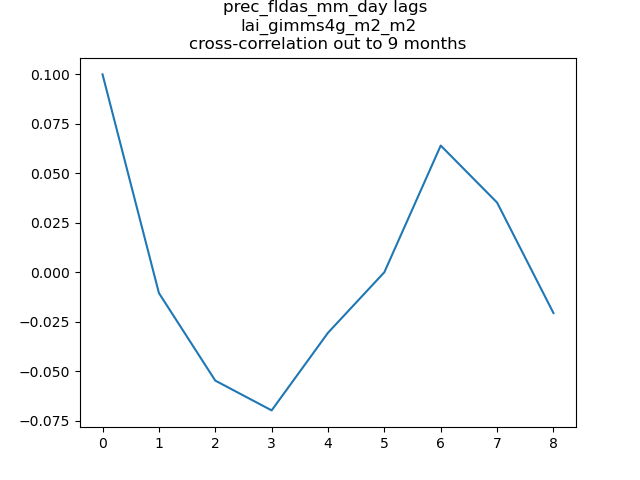 prec_fldas_mm_day lags
lai_gimms4g_m2_m2
cross-correlation out to 9 months
0.100
0.075
0.050
0.025
0.000
−0.025
−0.050
−0.075
0 1 2 3 4 5 6 7 8